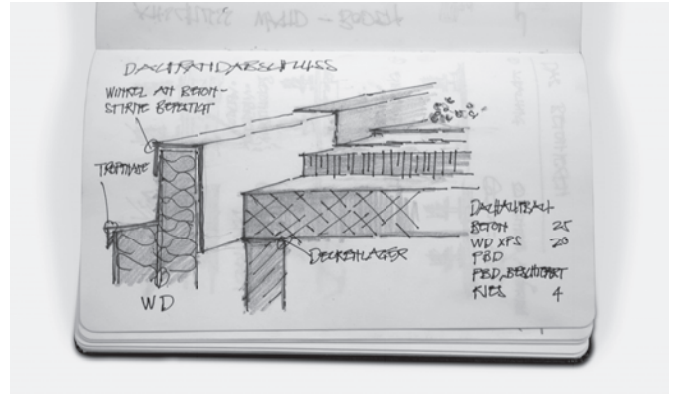 DACHRANDABSCHLUSS
WINKEL AN BETON-
STIRNE BEFESTIGT
TROPFNASE
WD
DECKENLAGER
DACHAUFBAU
BETON 25
WD XPS 20
PBD
PBD, BESCHIEFERT
KIES 4